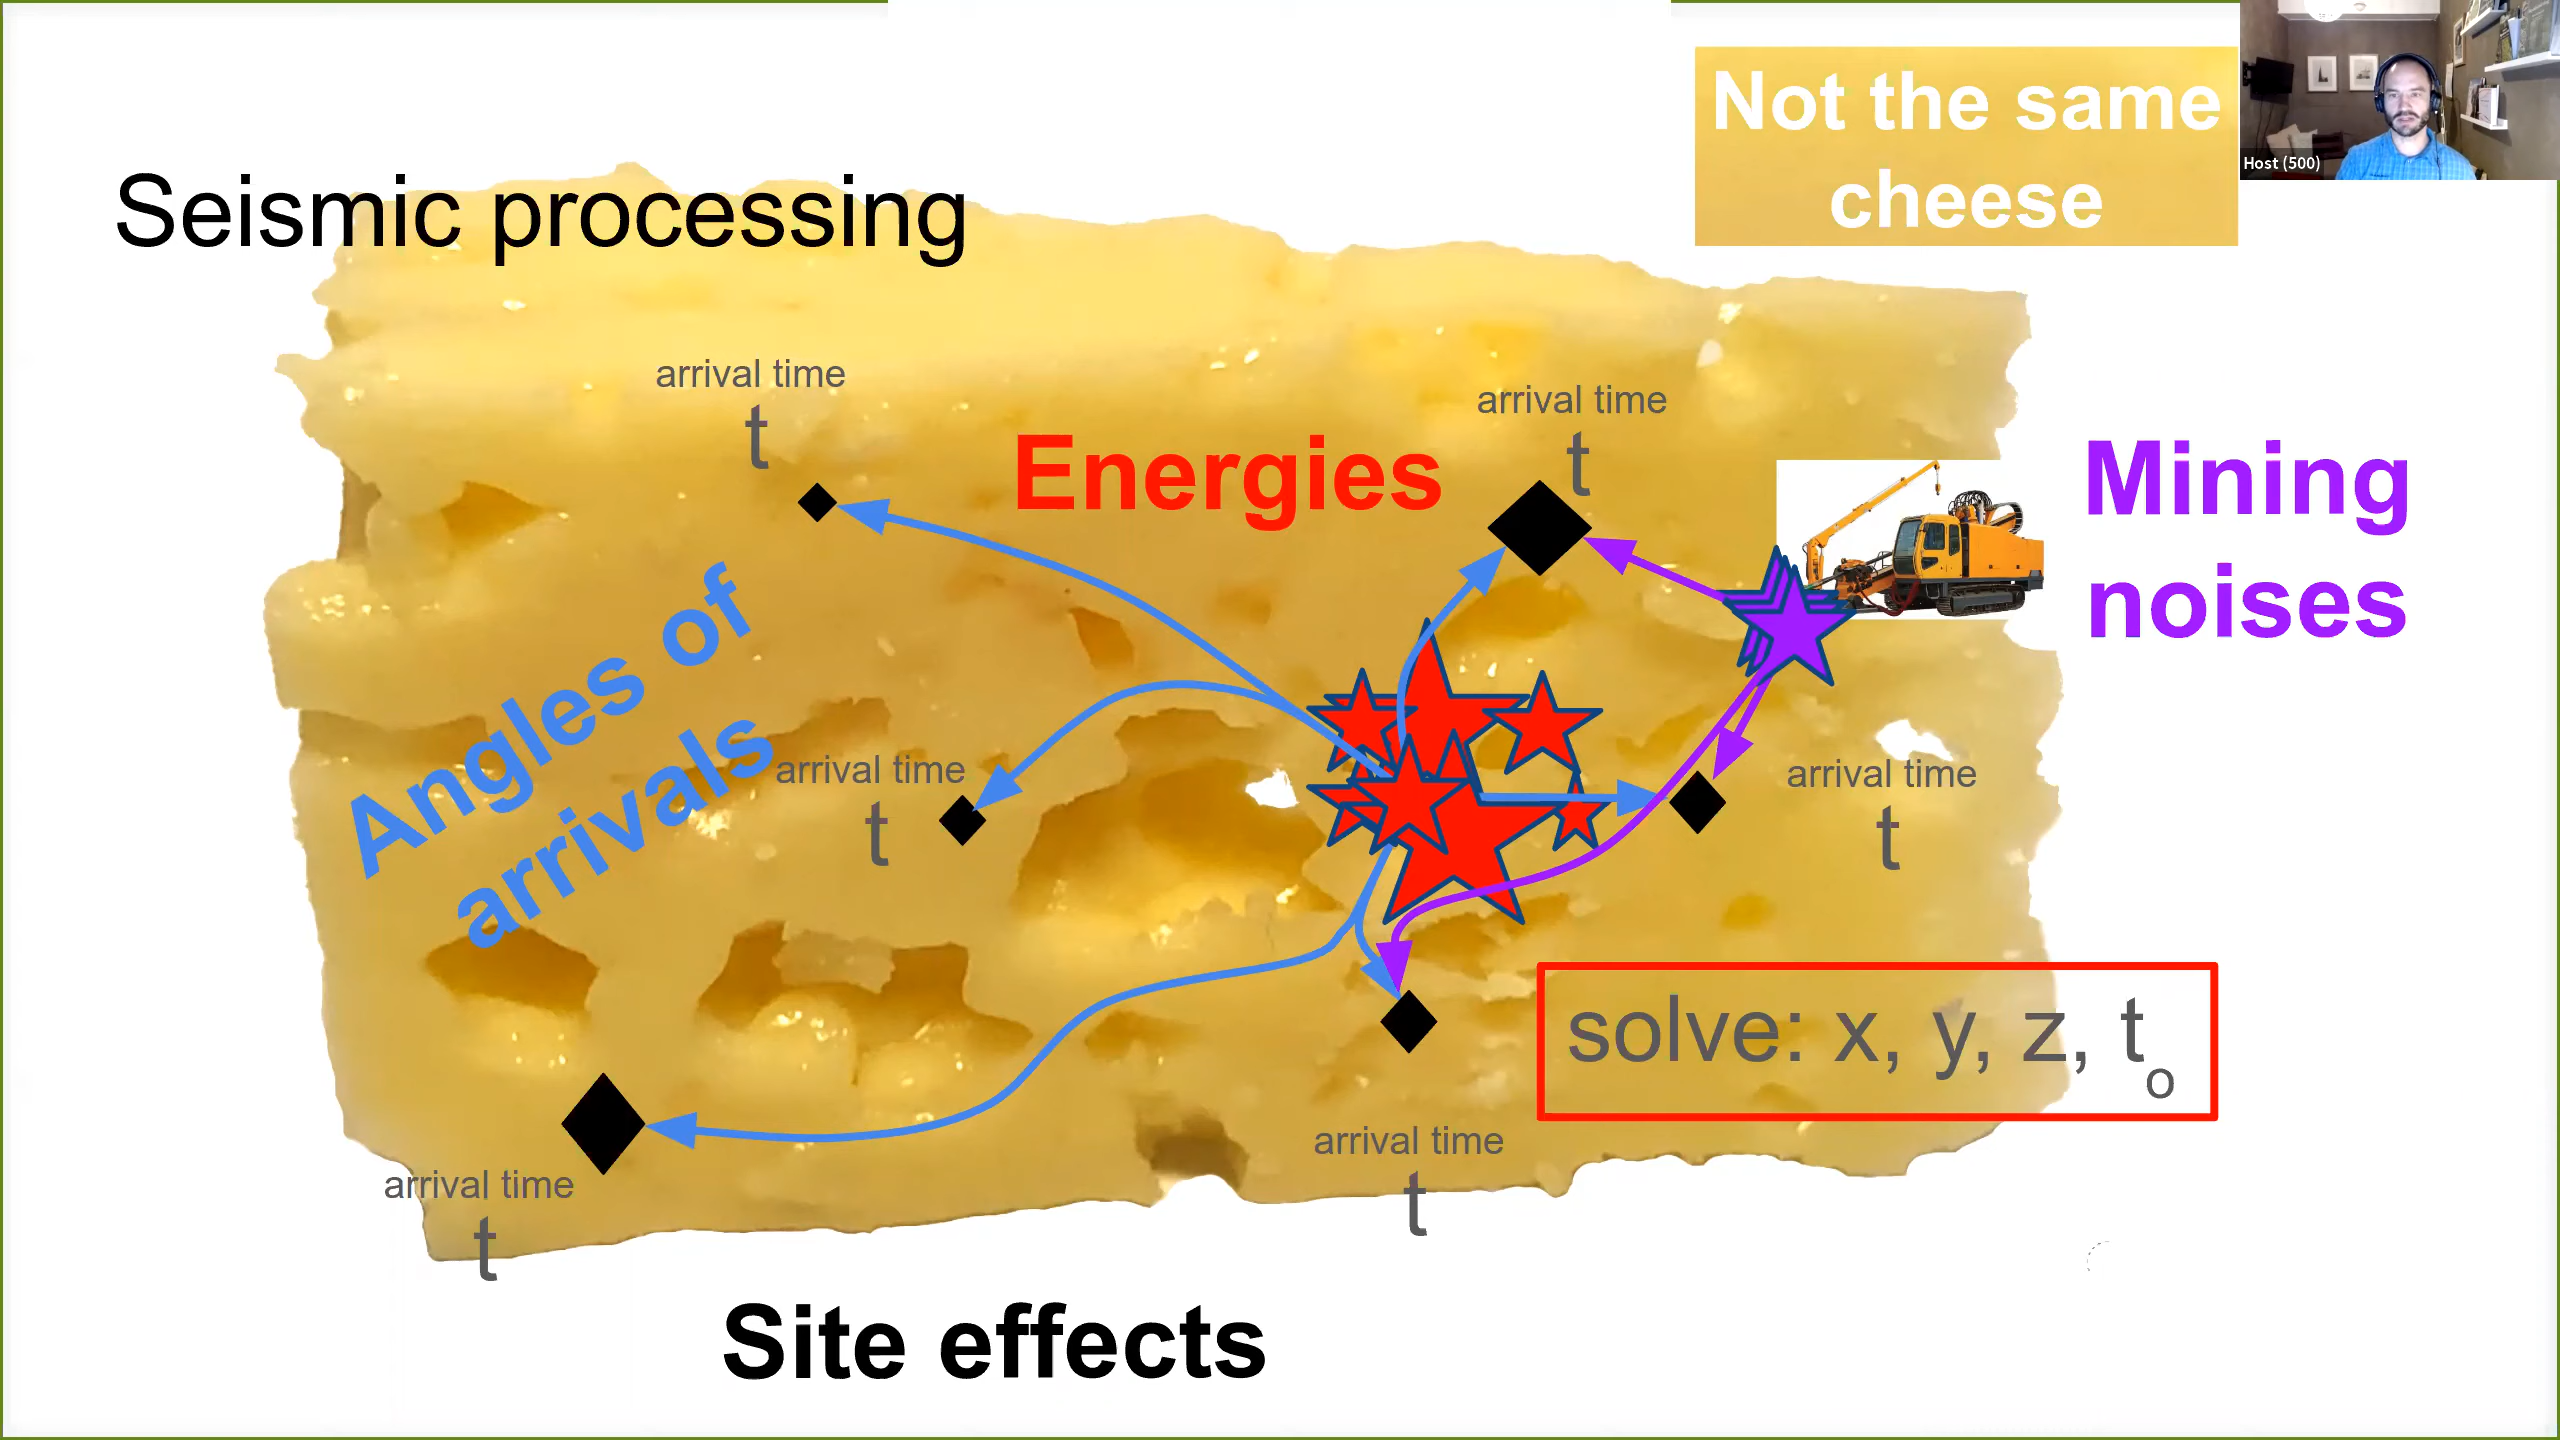 Not the same
cheese
Host (500)
Seismic processing
arrival time
t
arrival time
t
Energies
Mining
noises
Angles of
arrivals
arrival time
t
arrival time
t
solve: x, y, z, to
arrival time
t
arrival time
t
Site effects